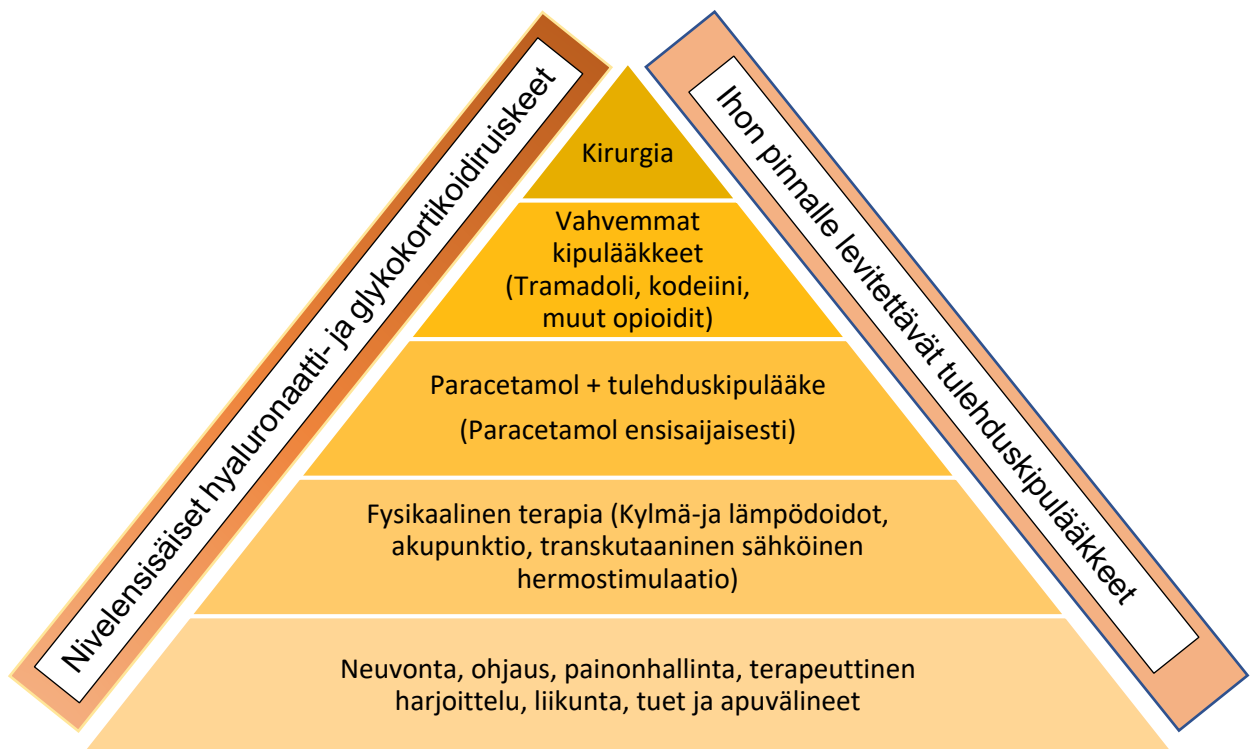 Nivelensisäiset hyaluronaatti- ja glykokortikoidiruiskeet
Ihon pinnalle levitettävät tulehduskipulääkkeet
Kirurgia
Vahvemmat
kipulääkkeet
(Tramadoli, kodeiini,
muut opioidit)
Paracetamol + tulehduskipulääke
(Paracetamol ensisaijaisesti)
Fysikaalinen terapia (Kylmä-ja lämpödoidot,
akupunktio, transkutaaninen sähköinen
hermostimulaatio)
Neuvonta, ohjaus, painonhallinta, terapeuttinen
harjoittelu, liikunta, tuet ja apuvälineet